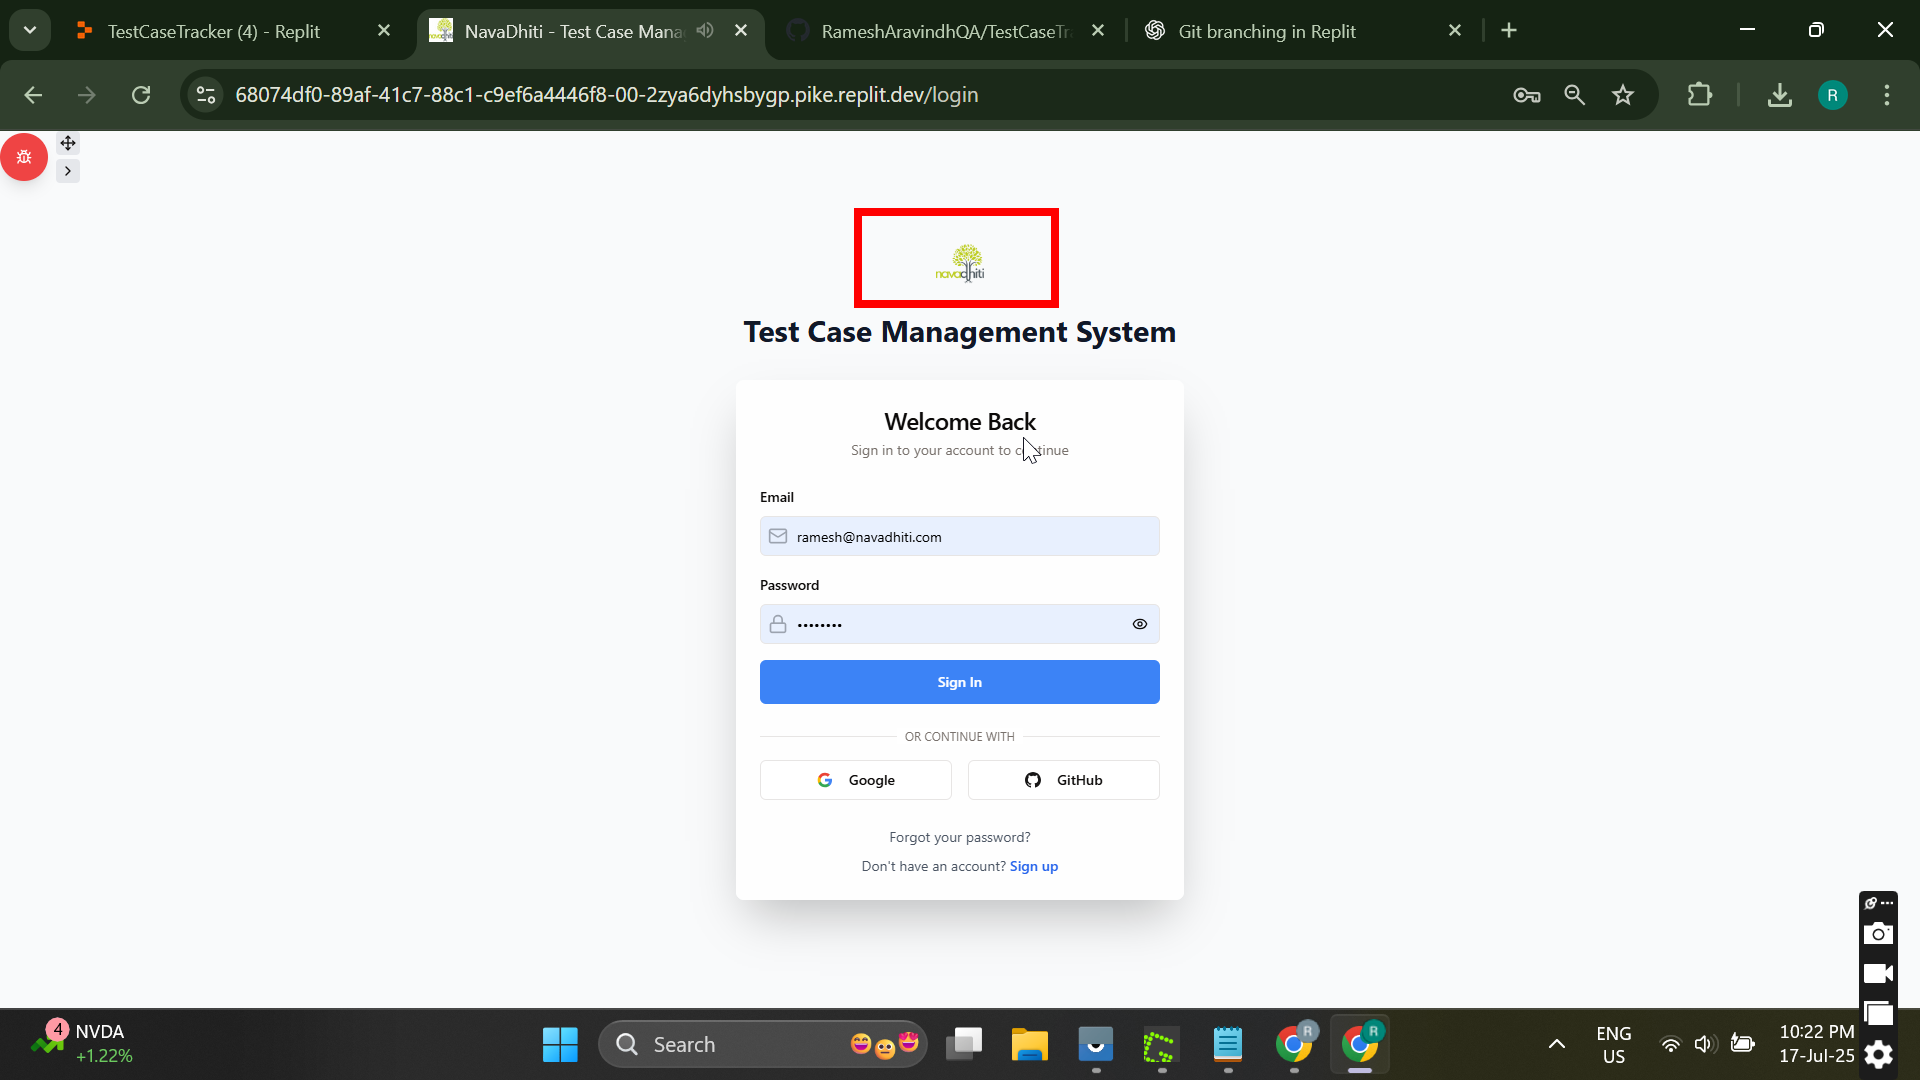 TestCaseTracker (4) - Replit
NavaDhiti - Test Case Mana
RameshAravindhQA/TestCaseTr
Git branching in Replit
68074df0-89af-41c7-88c1-c9ef6a4446f8-00-2zya6dyhsbygp.pike.replit.dev/login
R
navadhiti
Test Case Management System
Welcome Back
Sign in to your account to continue
Email
ramesh@navadhiti.com
Password
Sign In
OR CONTINUE WITH
Google
GitHub
Forgot your password?
Don't have an account? Sign up
4
NVDA
+1.22%
Search
R
R
ENG
US
10:22 PM
17-Jul-25